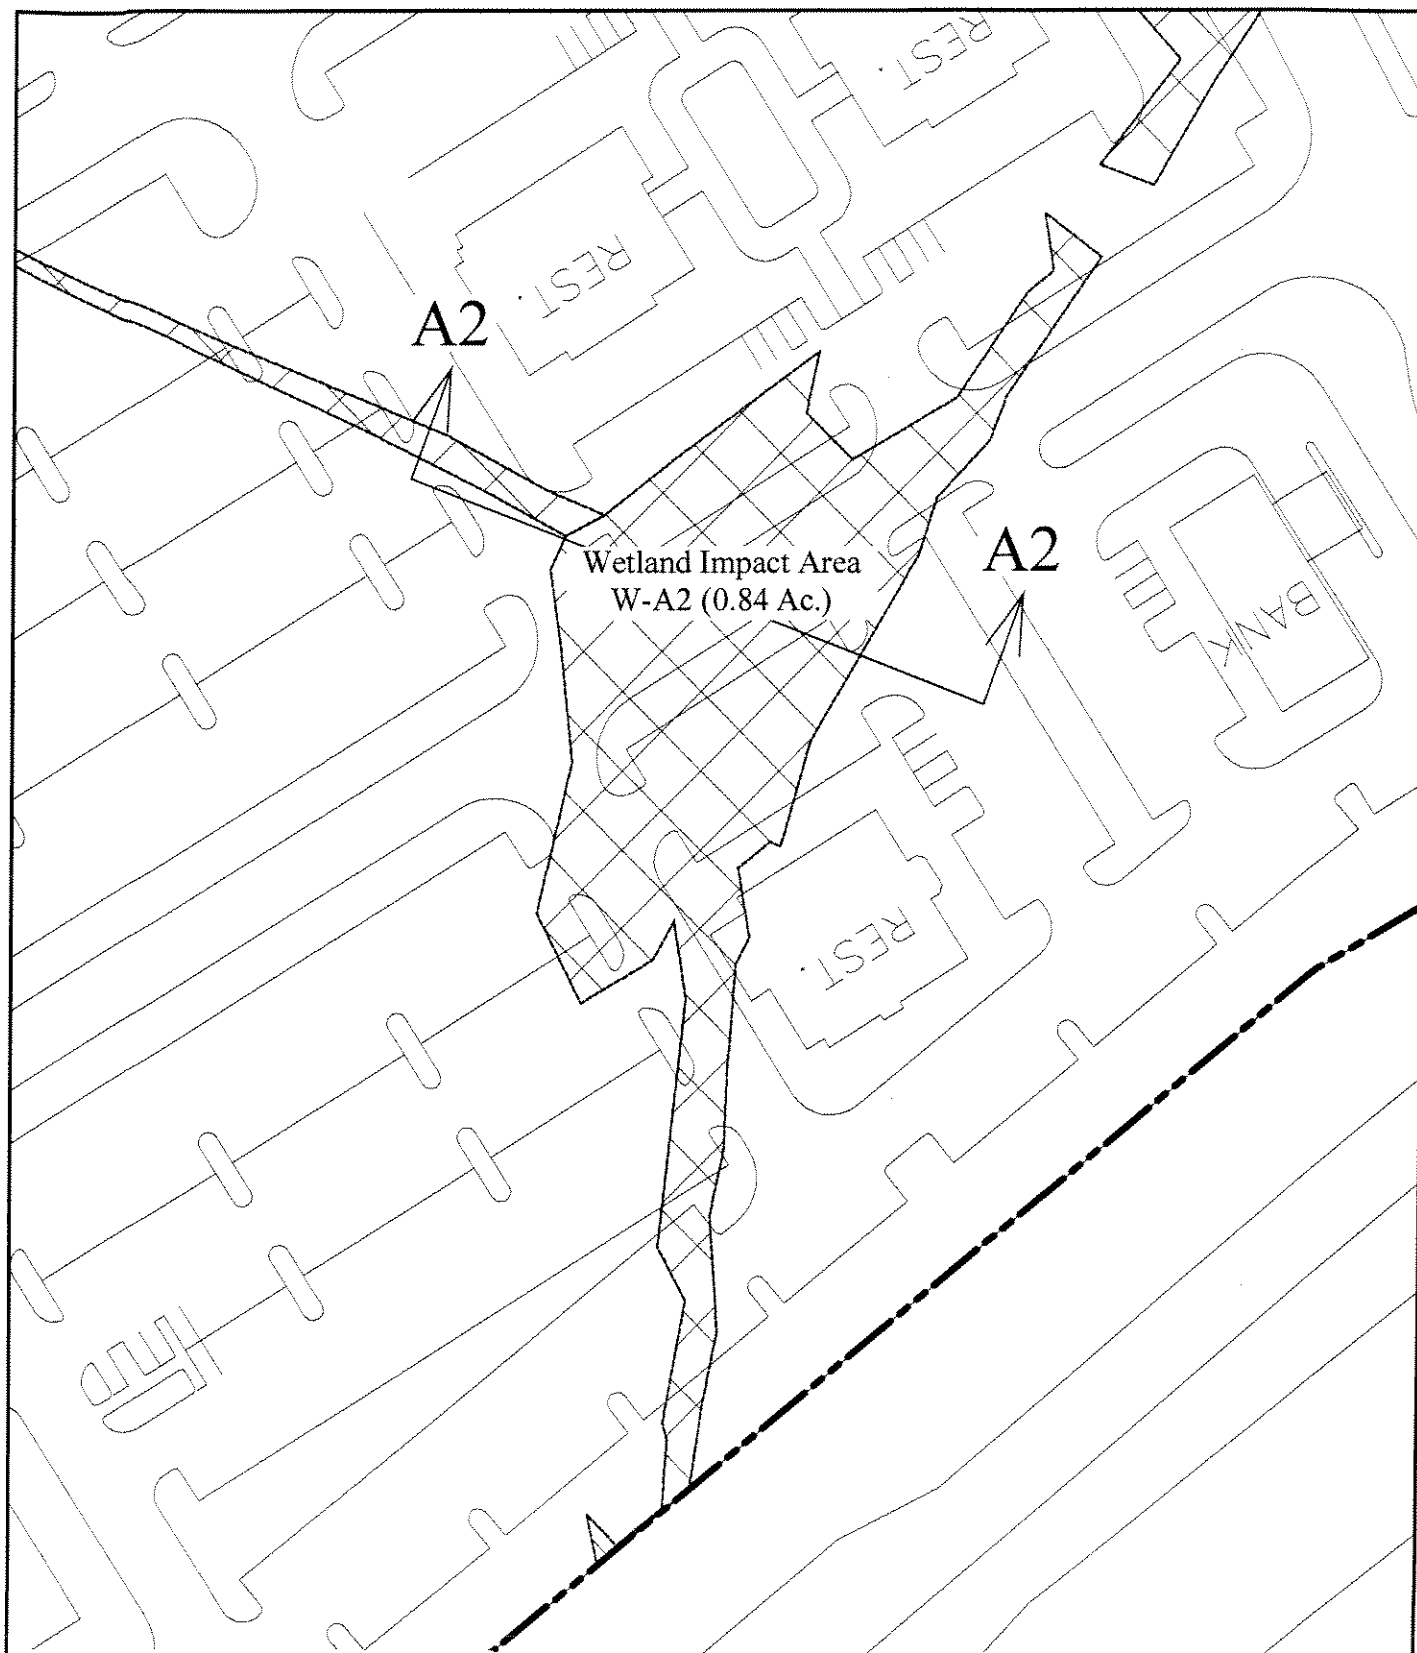 REST.
REST.
A2
A2
Wetland Impact Area
W-A2 (0.84 Ac.)
BANK
REST.